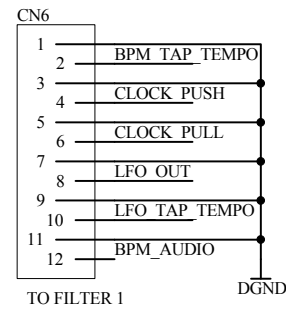 CN6
1
2 BPM_TAP_TEMPO
3
4 CLOCK_PUSH
5
6 CLOCK_PULL
7
8 LFO_OUT
9
10 LFO_TAP_TEMPO
11
12 BPM_AUDIO
DGND
TO FILTER 1